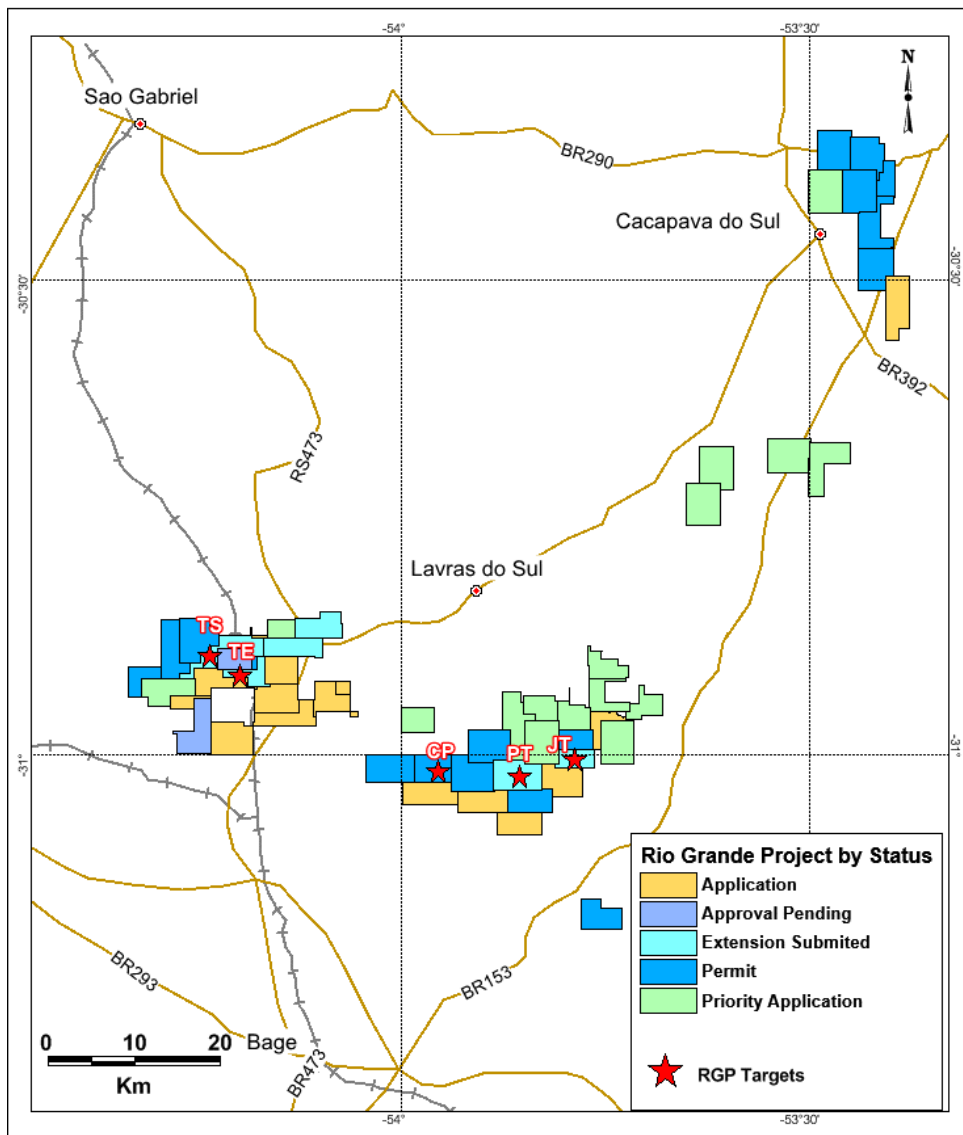 -54°
-53°30'
N
Sao Gabriel
BR290
Cacapava do Sul
-30°30'
-30°30'
BR392
RS473
Lavras do Sul
TS
TE
CP
PT
JT
-31°
-31°
Rio Grande Project by Status
Application
Approval Pending
Extension Submited
Permit
Priority Application
RGP Targets
BR293
BR153
Bage
BR473
0 10 20
Km
-54°
-53°30'